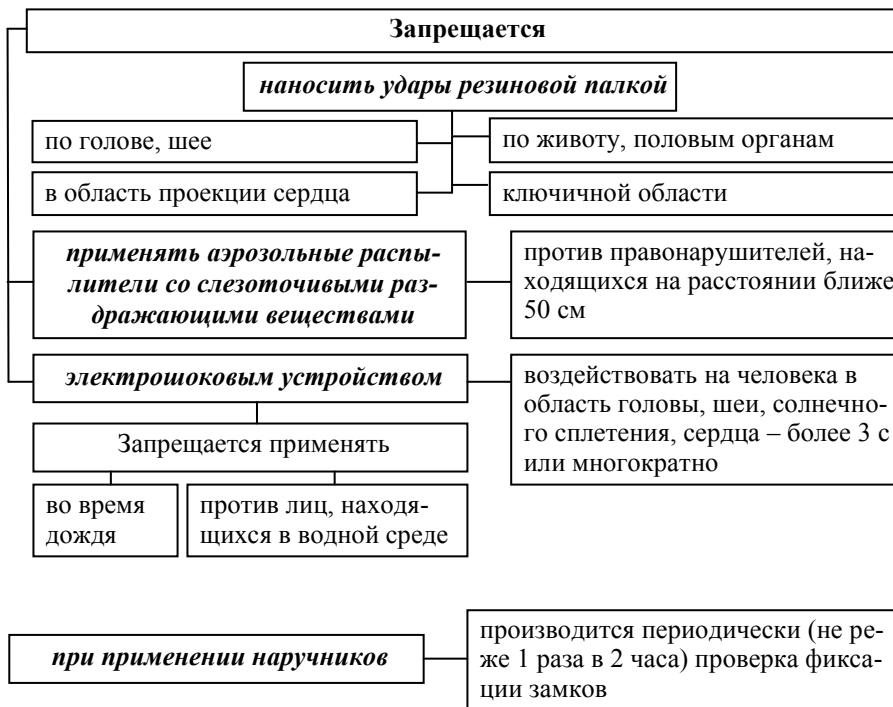 Запрещается
наносить удары резиновой палкой
по голове, шее
по животу, половым органам
в область проекции сердца
ключичной области
применять аэрозольные распы-
лители со слезоточивыми раз-
дражающими веществами
против правонарушителей, на-
ходящихся на расстоянии ближе
50 см
электрошоковым устройством
воздействовать на человека в
область головы, шеи, солнечно-
го сплетения, сердца – более 3 с
или многократно
Запрещается применять
во время
дождя
против лиц, находя-
щихся в водной среде
при применении наручников
производится периодически (не ре-
же 1 раза в 2 часа) проверка фикса-
ции замков